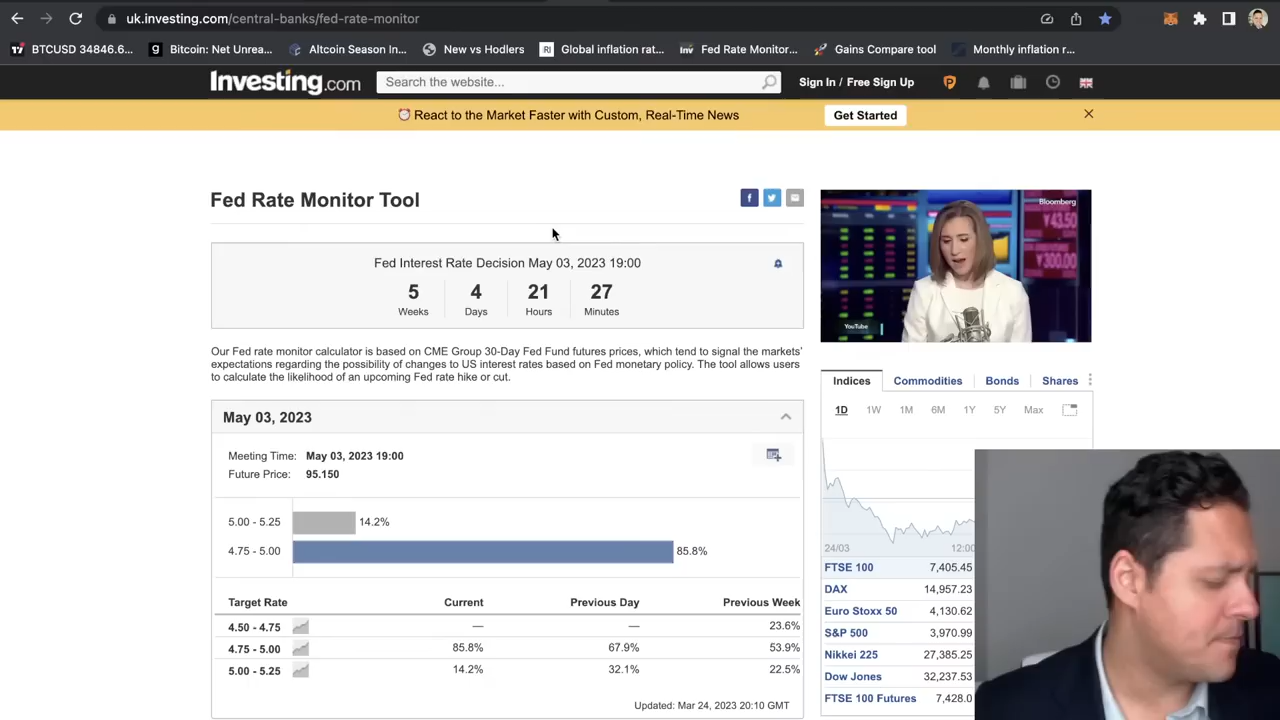 uk.investing.com/central-banks/fed-rate-monitor
BTCUSD 34846.6... Bitcoin: Net Unrea... Altcoin Season In... New vs Hodlers RI Global inflation rat... Inv Fed Rate Monitor... Gains Compare tool Monthly inflation r...
Investing.com Search the website... Sign In / Free Sign Up
React to the Market Faster with Custom, Real-Time News Get Started
Fed Rate Monitor Tool
Bloomberg
¥43.50
¥300.00
YouTube
Fed Interest Rate Decision May 03, 2023 19:00
5 4 21 27
Weeks Days Hours Minutes
Our Fed rate monitor calculator is based on CME Group 30-Day Fed Fund futures prices, which tend to signal the markets’
expectations regarding the possibility of changes to US interest rates based on Fed monetary policy. The tool allows users
to calculate the likelihood of an upcoming Fed rate hike or cut.
May 03, 2023
Meeting Time: May 03, 2023 19:00
Future Price: 95.150
5.00 - 5.25 14.2%
4.75 - 5.00 85.8%
Target Rate Current Previous Day Previous Week
4.50 - 4.75 — — 23.6%
4.75 - 5.00 85.8% 67.9% 53.9%
5.00 - 5.25 14.2% 32.1% 22.5%
Updated: Mar 24, 2023 20:10 GMT
Indices Commodities Bonds Shares
1D 1W 1M 6M 1Y 5Y Max
24/03 12:00
FTSE 100 7,405.45
DAX 14,957.23
Euro Stoxx 50 4,130.62
S&P 500 3,970.99
Nikkei 225 27,385.25
Dow Jones 32,237.53
FTSE 100 Futures 7,428.0